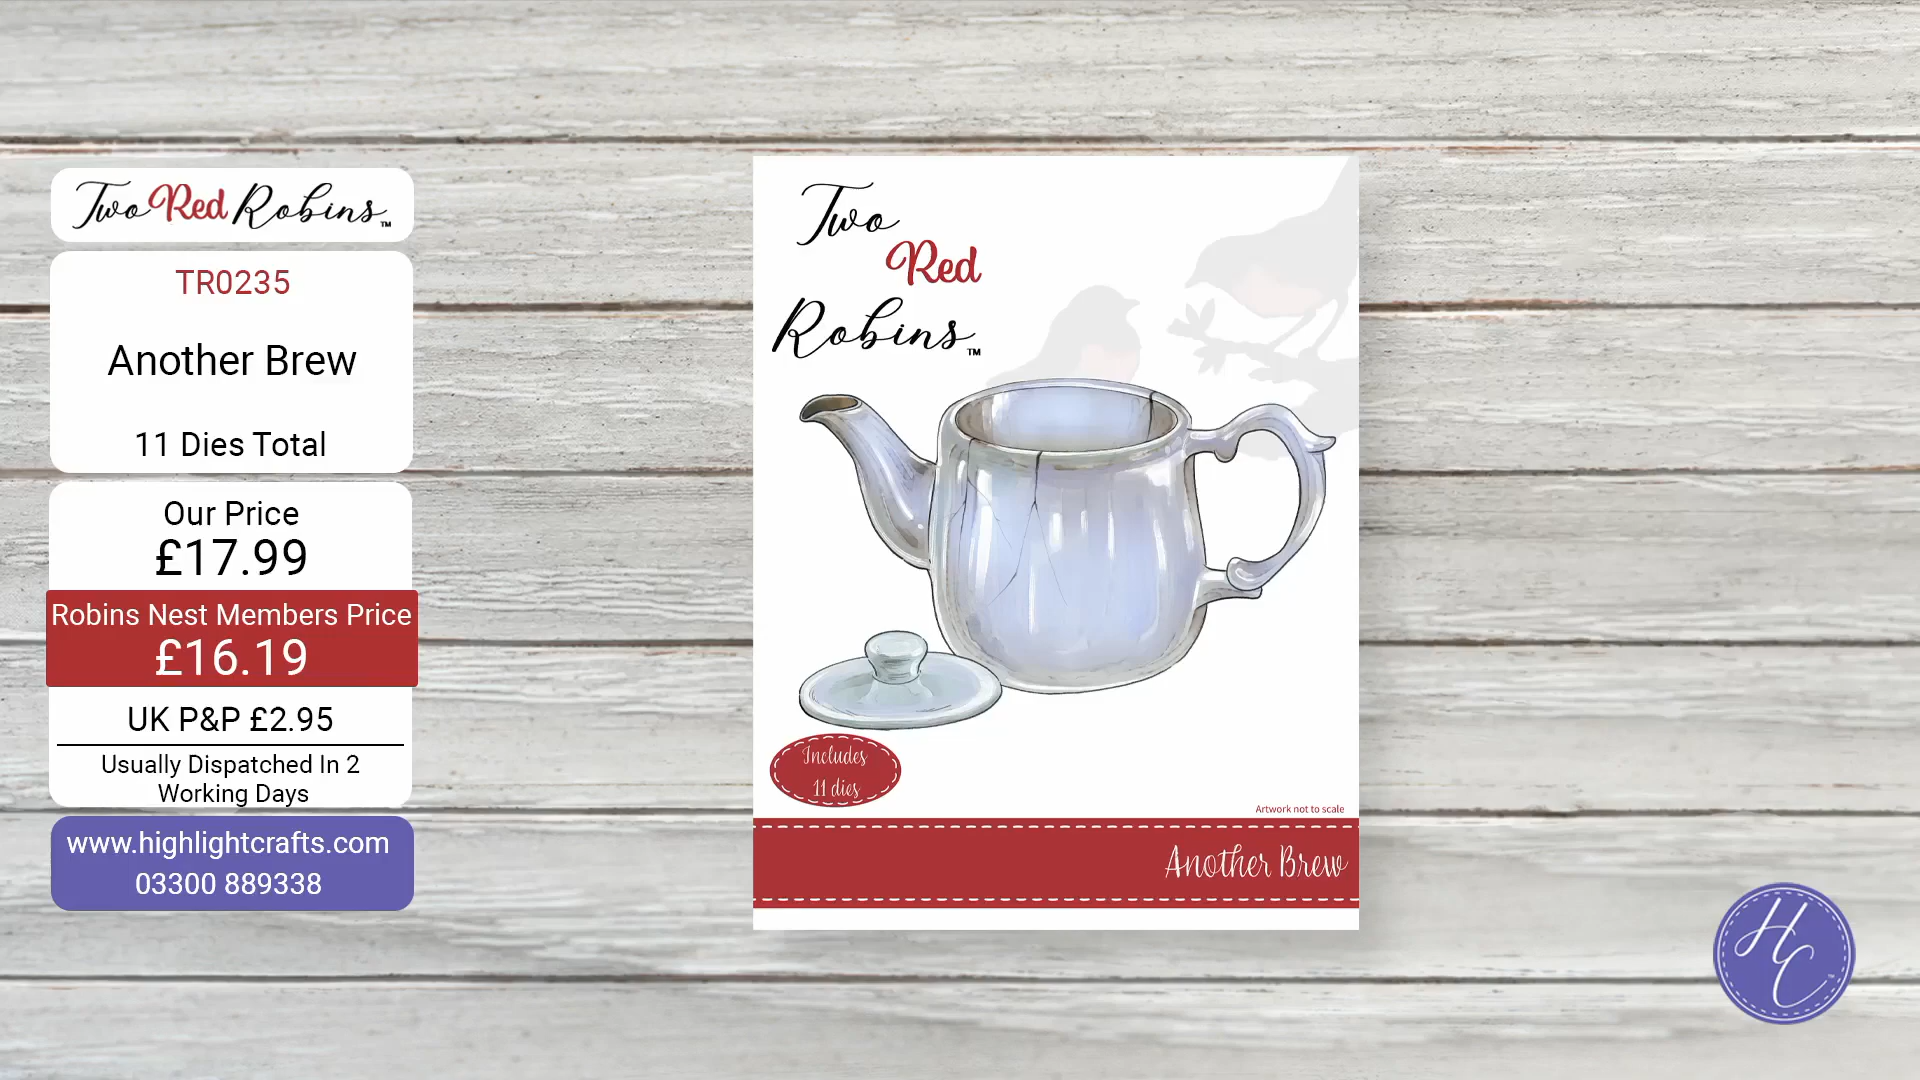 Two Red Robins™
TR0235
Another Brew
11 Dies Total
Our Price
£17.99
Robins Nest Members Price
£16.19
UK P&P £2.95
Usually Dispatched In 2
Working Days
www.highlightcrafts.com
03300 889338
Two
Red
Robins™
Includes
11 dies
Artwork not to scale
Another Brew
HC